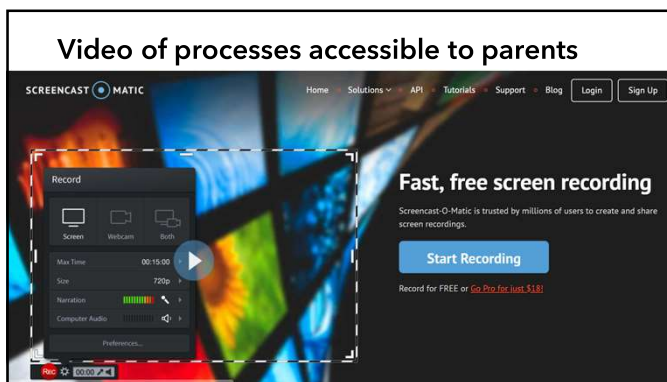 Video of processes accessible to parents
SCREENCAST O MATIC
Home Solutions API Tutorials Support Blog Login Sign Up
Record
Screen Webcam Both
Max Time 00:15:00
Size 720p
Narration
Computer Audio
Preferences...
Rec 00:00
Fast, free screen recording
Screencast-O-Matic is trusted by millions of users to create and share
screen recordings.
Start Recording
Record for FREE or Go Pro for just $18!